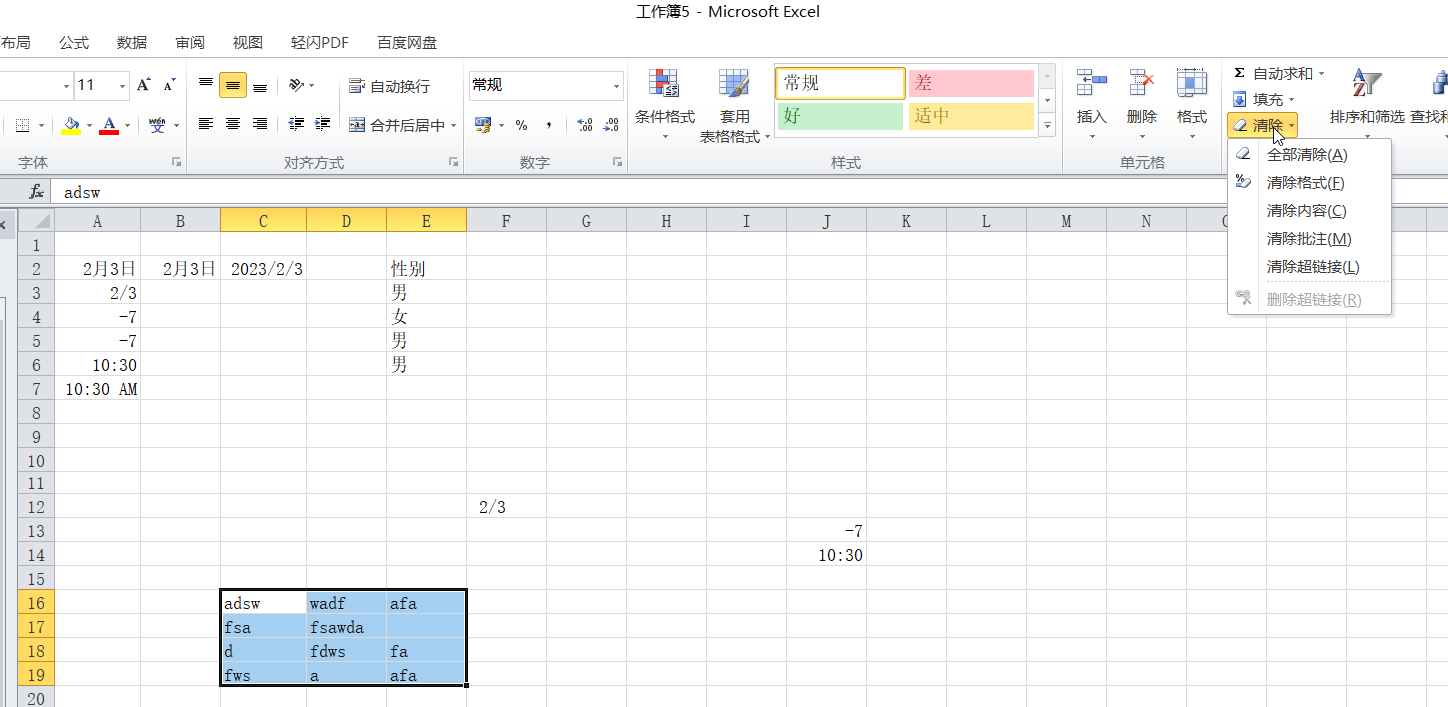 工作簿5 - Microsoft Excel
布局 公式 数据 审阅 视图 轻闪PDF 百度网盘
11 A A 自动换行 常规 条件格式 套用 表格格式 常规 差 好 适中 插入 删除 格式 Σ 自动求和 填充 清除 排序和筛选
A wén 文 合并后居中 % ,
字体 对齐方式 数字 样式 单元格
全部清除(A)
清除格式(F)
清除内容(C)
清除批注(M)
清除超链接(L)
删除超链接(R)
fx adsw
A B C D E F G H I J K L M N
1
2 2月3日 2月3日 2023/2/3 性别
3 2/3 男
4 -7 女
5 -7 男
6 10:30 男
7 10:30 AM
8
9
10
11
12 2/3
13 -7
14 10:30
15
16 adsw wadf afa
17 fsa fsawda
18 d fdws fa
19 fws a afa
20